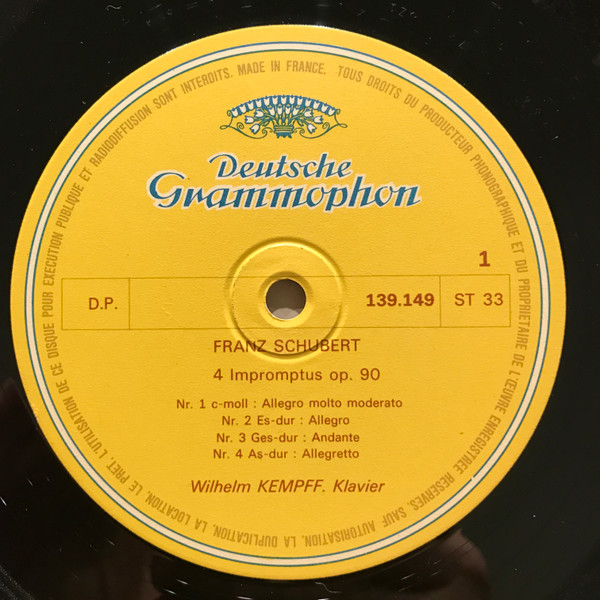 MADE IN FRANCE. TOUS DROITS DU PRODUCTEUR PHONOGRAPHIQUE ET DU PROPRIETAIRE DE L'ŒUVRE ENREGISTREE RESERVES. SAUF AUTORISATION, LA DUPLICATION, LA LOCATION, LE PRET, L'UTILISATION DE CE DISQUE POUR EXECUTION PUBLIQUE ET RADIODIFFUSION SONT INTERDITS.
Deutsche
Grammophon
1
D.P. 139.149 ST 33
FRANZ SCHUBERT
4 Impromptus op. 90
Nr. 1 c-moll : Allegro molto moderato
Nr. 2 Es-dur : Allegro
Nr. 3 Ges-dur : Andante
Nr. 4 As-dur : Allegretto
Wilhelm KEMPFF. Klavier